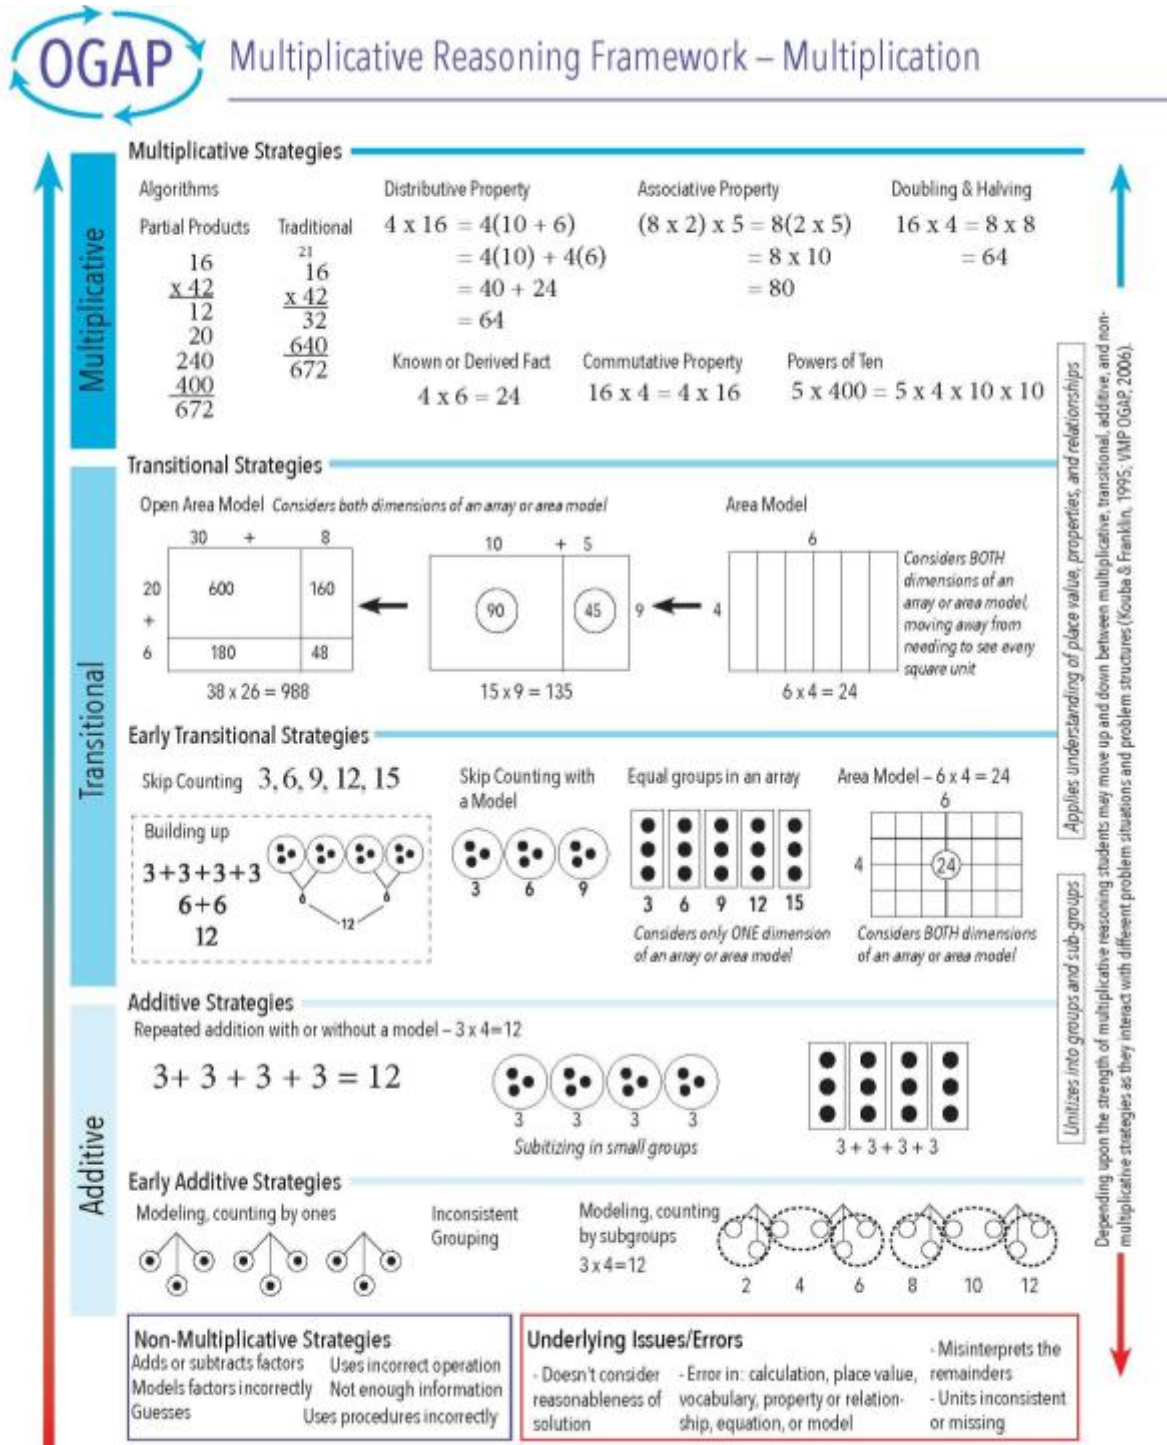 OGAP
Multiplicative Reasoning Framework – Multiplication
Multiplicative
Multiplicative Strategies
Algorithms
Partial Products
16
x 42
12
20
240
400
672
Traditional
21
16
x 42
32
640
672
Distributive Property
4 x 16 = 4(10 + 6)
= 4(10) + 4(6)
= 40 + 24
= 64
Associative Property
(8 x 2) x 5 = 8(2 x 5)
= 8 x 10
= 80
Doubling & Halving
16 x 4 = 8 x 8
= 64
Known or Derived Fact
4 x 6 = 24
Commutative Property
16 x 4 = 4 x 16
Powers of Ten
5 x 400 = 5 x 4 x 10 x 10
Transitional
Transitional Strategies
Open Area Model Considers both dimensions of an array or area model
30 + 8
20
+
6
600 160
180 48
38 x 26 = 988
10 + 5
90 45 9
15 x 9 = 135
Area Model
6
4
6 x 4 = 24
Considers BOTH
dimensions of an
array or area model,
moving away from
needing to see every
square unit
Early Transitional Strategies
Skip Counting 3, 6, 9, 12, 15
Building up
3+3+3+3
6+6
12
6 6
12
Skip Counting with
a Model
3 6 9
Equal groups in an array
3 6 9 12 15
Considers only ONE dimension
of an array or area model
Area Model – 6 x 4 = 24
6
4
24
Considers BOTH dimensions
of an array or area model
Additive
Additive Strategies
Repeated addition with or without a model – 3 x 4=12
3+ 3 + 3 + 3 = 12
3 3 3 3
Subitizing in small groups
3 + 3 + 3 + 3
Early Additive Strategies
Modeling, counting by ones
Inconsistent
Grouping
Modeling, counting
by subgroups
3 x 4=12
2 4 6 8 10 12
Applies understanding of place value, properties, and relationships
Unitizes into groups and sub-groups
Depending upon the strength of multiplicative reasoning students may move up and down between multiplicative, transitional, additive, and non-
multiplicative strategies as they interact with different problem situations and problem structures (Kouba & Franklin, 1995; VMP OGAP, 2006).
Non-Multiplicative Strategies
Adds or subtracts factors
Models factors incorrectly
Guesses
Uses incorrect operation
Not enough information
Uses procedures incorrectly
Underlying Issues/Errors
- Doesn't consider
reasonableness of
solution
- Error in: calculation, place value,
vocabulary, property or relation-
ship, equation, or model
- Misinterprets the
remainders
- Units inconsistent
or missing